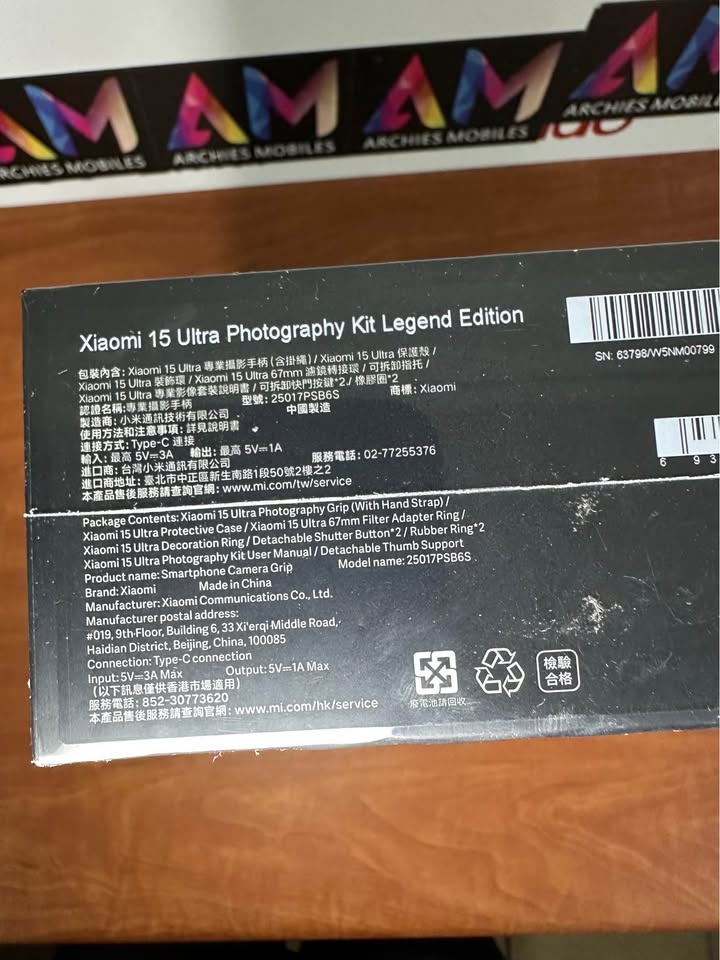 AM AM AM AM
ARCHIES MOBILES ARCHIES MOBILES ARCHIES MOBILES
Xiaomi 15 Ultra Photography Kit Legend Edition
SN: 63798/W5NM00799
包裝內含: Xiaomi 15 Ultra 專業攝影手柄 (含掛繩) / Xiaomi 15 Ultra 保護殼 /
Xiaomi 15 Ultra 裝飾環 / Xiaomi 15 Ultra 67mm 濾鏡轉接環 / 可拆卸指托 /
Xiaomi 15 Ultra 專業影像套裝說明書 / 可拆卸快門按鍵*2 / 橡膠圈*2
認證名稱:專業攝影手柄 型號: 25017PSB6S 商標: Xiaomi
製造商: 小米通訊技術有限公司 中國製造
使用方法和注意事項: 詳見說明書
連接方式: Type-C 連接
輸入: 最高 5V⎓3A 輸出: 最高 5V⎓1A
進口商: 台灣小米通訊有限公司 服務電話: 02-77255376
進口商地址: 臺北市中正區新生南路1段50號2樓之2
本產品售後服務請查詢官網: www.mi.com/tw/service
6 93
Package Contents: Xiaomi 15 Ultra Photography Grip (With Hand Strap) /
Xiaomi 15 Ultra Protective Case / Xiaomi 15 Ultra 67mm Filter Adapter Ring /
Xiaomi 15 Ultra Decoration Ring / Detachable Shutter Button*2 / Rubber Ring*2
Xiaomi 15 Ultra Photography Kit User Manual / Detachable Thumb Support
Product name: Smartphone Camera Grip Model name: 25017PSB6S
Brand: Xiaomi Made in China
Manufacturer: Xiaomi Communications Co., Ltd.
Manufacturer postal address:
#019, 9th Floor, Building 6, 33 Xi'erqi Middle Road,
Haidian District, Beijing, China, 100085
Connection: Type-C connection
Input: 5V⎓3A Max Output: 5V⎓1A Max
(以下訊息僅供香港市場適用)
服務電話: 852-30773620
本產品售後服務請查詢官網: www.mi.com/hk/service
廢電池請回收
檢驗
合格